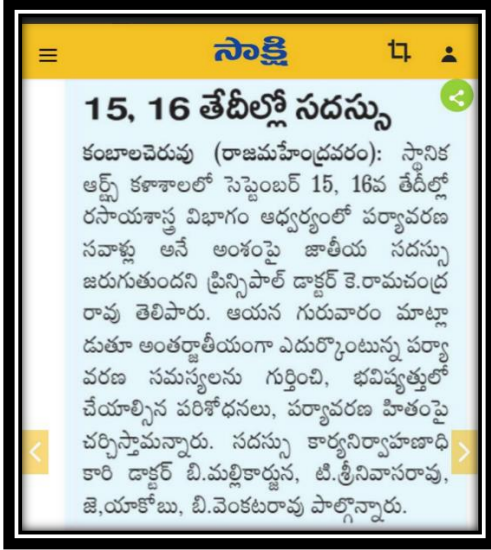 సాక్షి
15, 16 తేదీల్లో సదస్సు
కంబాలచెరువు (రాజమహేంద్రవరం): స్థానిక
ఆర్ట్స్ కళాశాలలో సెప్టెంబర్ 15, 16వ తేదీల్లో
రసాయశాస్త్ర విభాగం ఆధ్వర్యంలో పర్యావరణ
సవాళ్లు అనే అంశంపై జాతీయ సదస్సు
జరుగుతుందని ప్రిన్సిపాల్ డాక్టర్ కె.రామచంద్ర
రావు తెలిపారు. ఆయన గురువారం మాట్లా
డుతూ అంతర్జాతీయంగా ఎదుర్కొంటున్న పర్యా
వరణ సమస్యలను గుర్తించి, భవిష్యత్తులో
చేయాల్సిన పరిశోధనలు, పర్యావరణ హితంపై
చర్చిస్తామన్నారు. సదస్సు కార్యనిర్వాహణాధి
కారి డాక్టర్ బి.మల్లికార్జున, టి.శ్రీనివాసరావు,
జె,యాకోబు, బి.వెంకటరావు పాల్గొన్నారు.